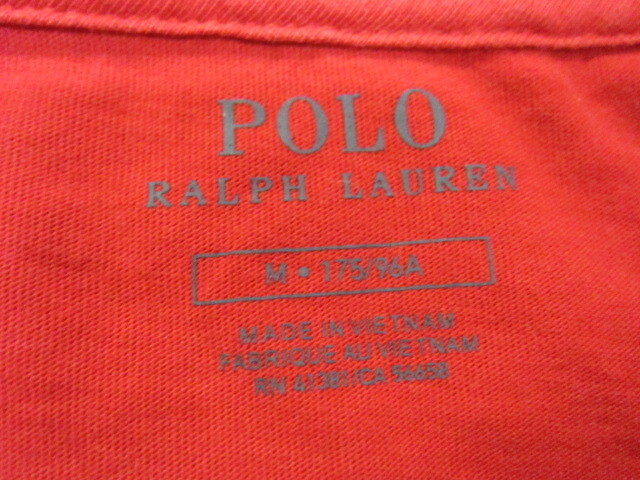 POLO
RALPH LAUREN
M • 175/96A
MADE IN VIETNAM
FABRIQUE AU VIETNAM
RN 41381/CA 56658